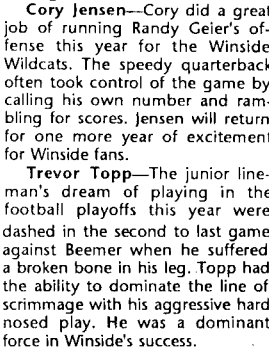 Cory Jensen—Cory did a great
job of running Randy Geier's of-
fense this year for the Winside
Wildcats. The speedy quarterback
often took control of the game by
calling his own number and ram-
bling for scores. Jensen will return
for one more year of excitement
for Winside fans.
Trevor Topp—The junior line-
man's dream of playing in the
football playoffs this year were
dashed in the second to last game
against Beemer when he suffered
a broken bone in his leg. Topp had
the ability to dominate the line of
scrimmage with his aggressive hard
nosed play. He was a dominant
force in Winside's success.